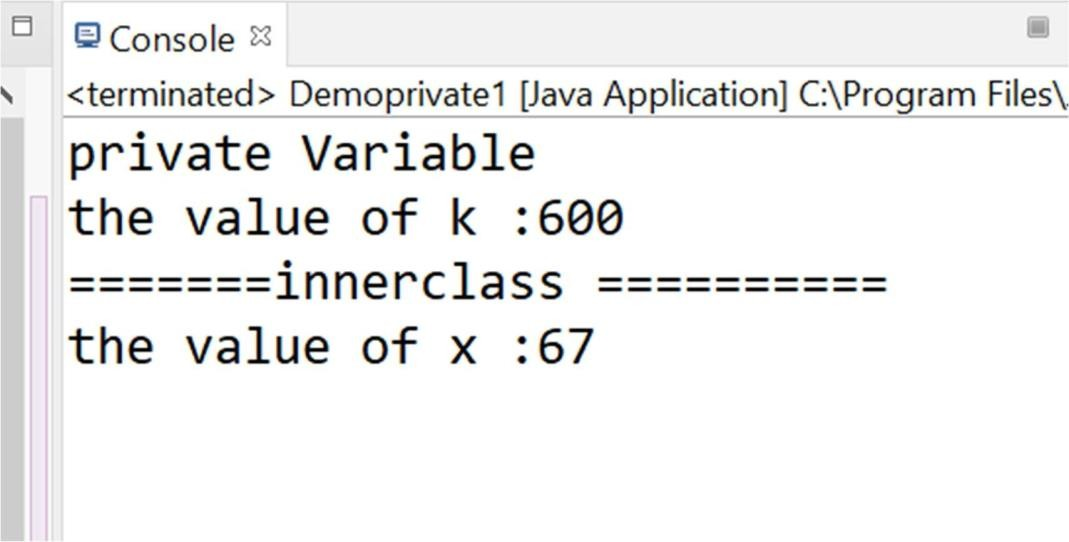 Console
<terminated> Demoprivate1 [Java Application] C:\Program Files\
private Variable
the value of k :600
=======innerclass ==========
the value of x :67